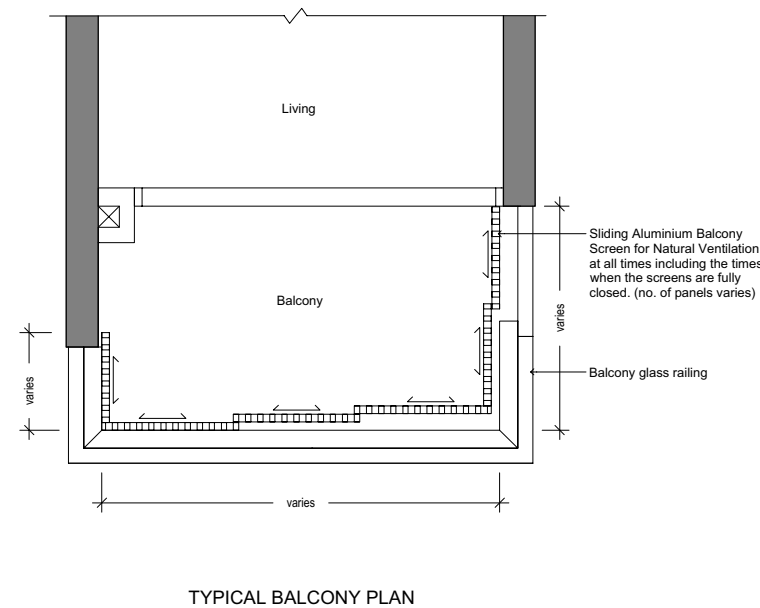 Living
Sliding Aluminium Balcony
Screen for Natural Ventilation
at all times including the times
when the screens are fully
closed. (no. of panels varies)
Balcony
varies
varies
Balcony glass railing
varies
TYPICAL BALCONY PLAN